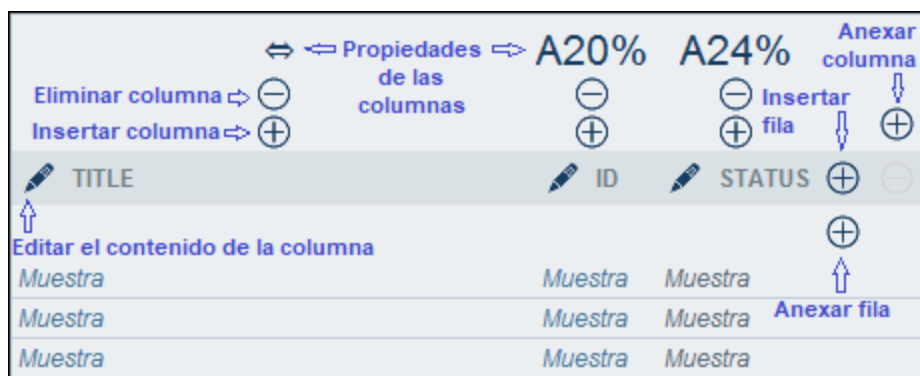 Anexar
columna
Propiedades
de las
columnas
A20%
A24%
Eliminar columna
Insertar columna
Insertar
fila
TITLE
ID
STATUS
Editar el contenido de la columna
Muestra Muestra Muestra
Anexar fila
Muestra Muestra Muestra
Muestra Muestra Muestra